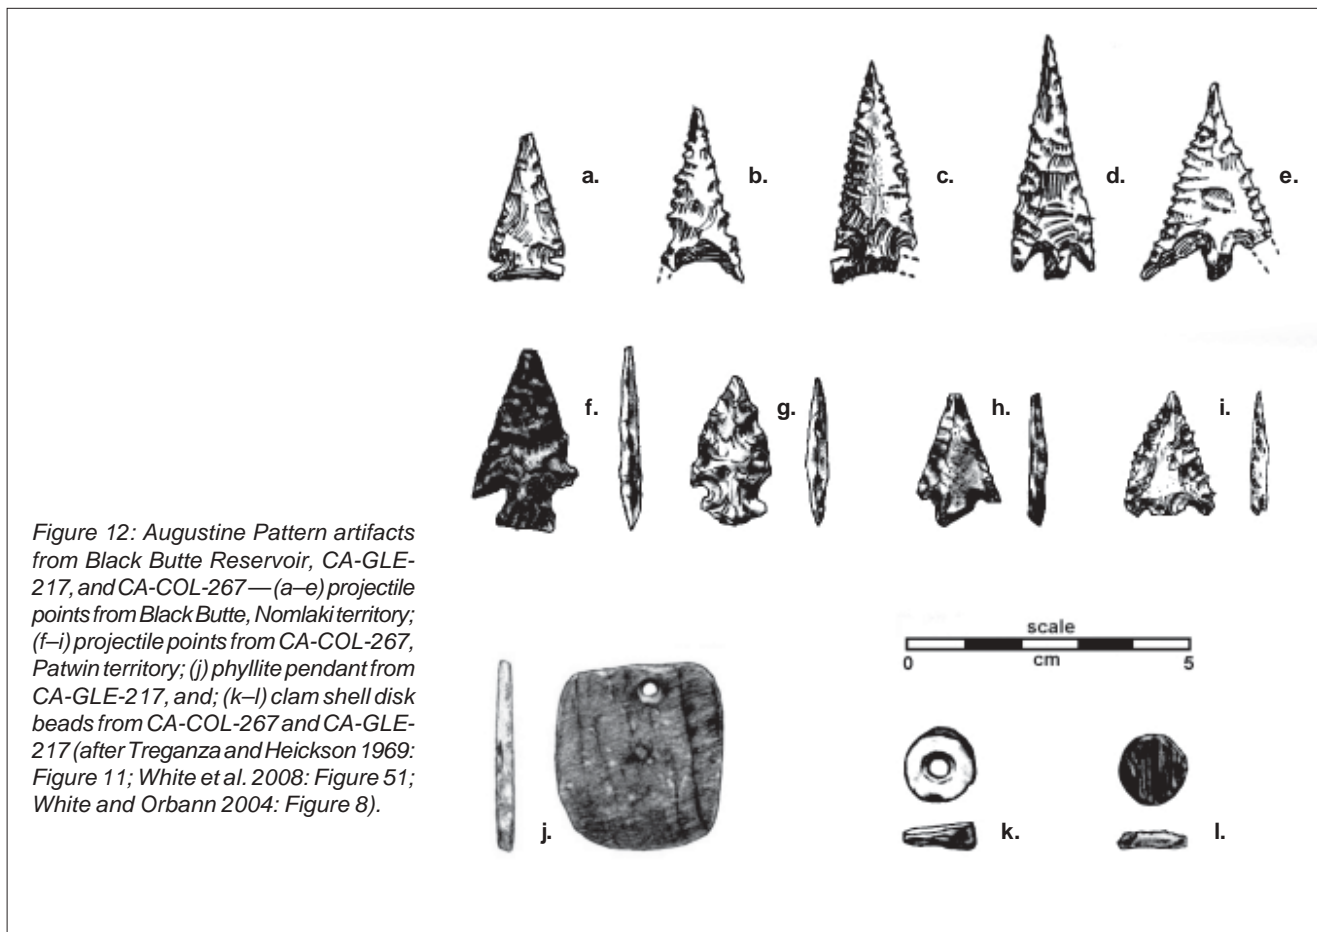 a.
b.
c.
d.
e.
f.
g.
h.
i.
Figure 12: Augustine Pattern artifacts
from Black Butte Reservoir, CA-GLE-
217, and CA-COL-267 — (a–e) projectile
points from Black Butte, Nomlaki territory;
(f–i) projectile points from CA-COL-267,
Patwin territory; (j) phyllite pendant from
CA-GLE-217, and; (k–l) clam shell disk
beads from CA-COL-267 and CA-GLE-
217 (after Treganza and Heickson 1969:
Figure 11; White et al. 2008: Figure 51;
White and Orbann 2004: Figure 8).
scale
0 cm 5
j.
k.
l.